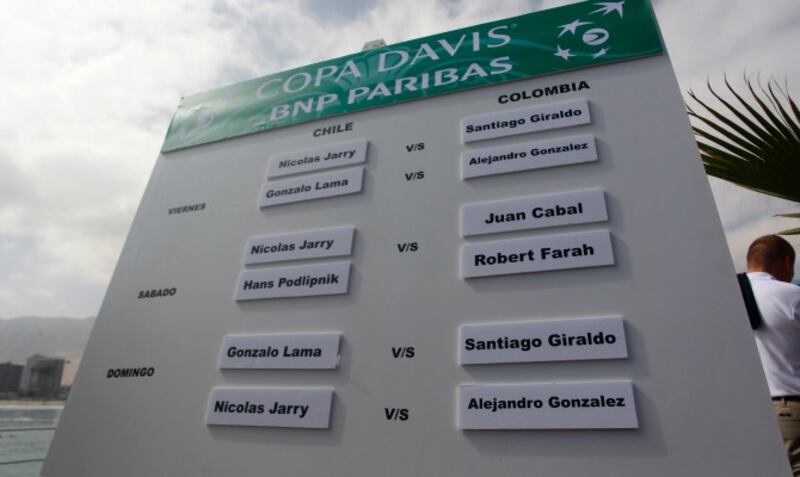 COPA DAVIS
BNP PARIBAS
CHILE COLOMBIA
Nicolas Jarry V/S Santiago Giraldo
Gonzalo Lama V/S Alejandro Gonzalez
VIERNES
Nicolas Jarry V/S Juan Cabal
Hans Podlipnik Robert Farah
SABADO
Gonzalo Lama V/S Santiago Giraldo
DOMINGO
Nicolas Jarry V/S Alejandro Gonzalez